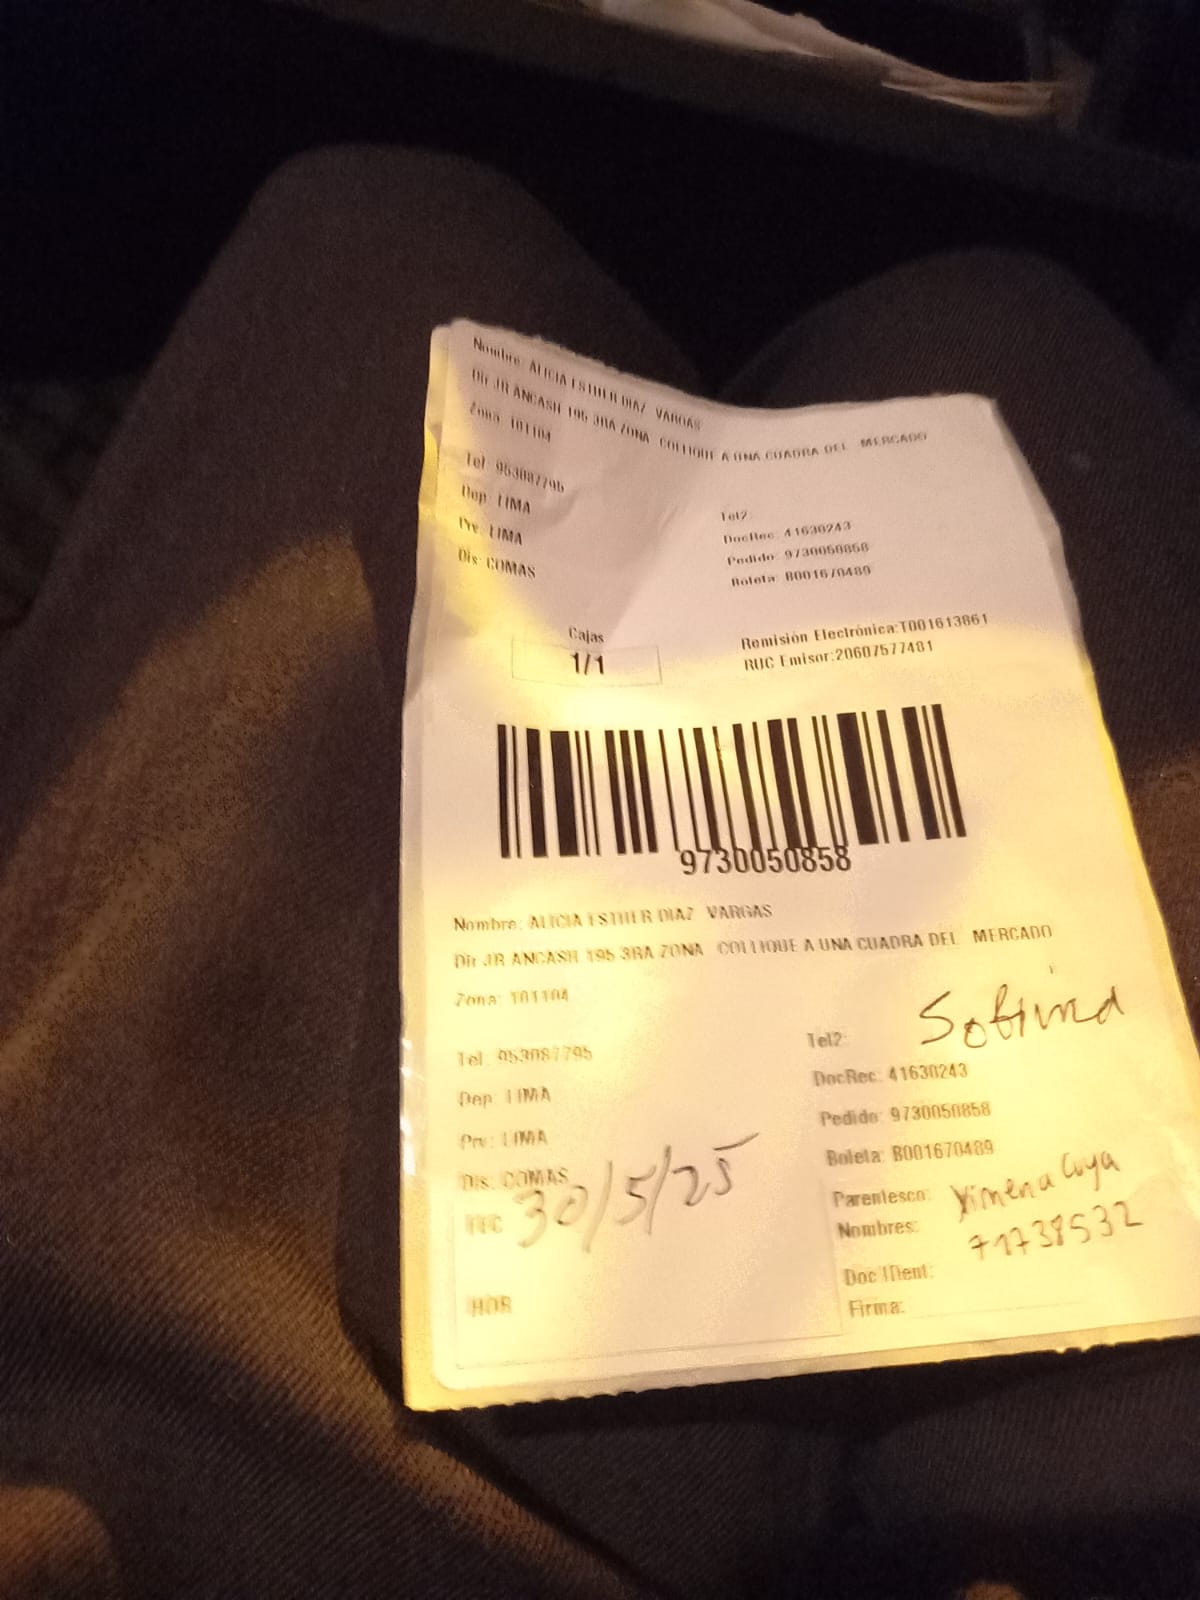 Nombre: ALICIA ESTHER DIAZ VARGAS
Dir JR ANCASH 195 3RA ZONA COLLIQUE A UNA CUADRA DEL MERCADO
Zona: 101104
Tel: 953087795
Dep: LIMA
Prv: LIMA
Dis: COMAS
Tel2:
DocRec: 41630243
Pedido: 9730050858
Boleta: B001670489
Cajas
1/1
Remisión Electrónica:T001613861
RUC Emisor:20607577481
9730050858
Nombre: ALICIA ESTHER DIAZ VARGAS
Dir JR ANCASH 195 3RA ZONA COLLIQUE A UNA CUADRA DEL MERCADO
Zona: 101104
Tel: 953087795
Dep: LIMA
Prv: LIMA
Dis: COMAS
FEC 30/5/25
HOR
Sobrina
Tel2:
DocRec: 41630243
Pedido: 9730050858
Boleta: B001670489
Parentesco:
Nombres: Ximena Cuya
71738532
Doc IDent:
Firma: